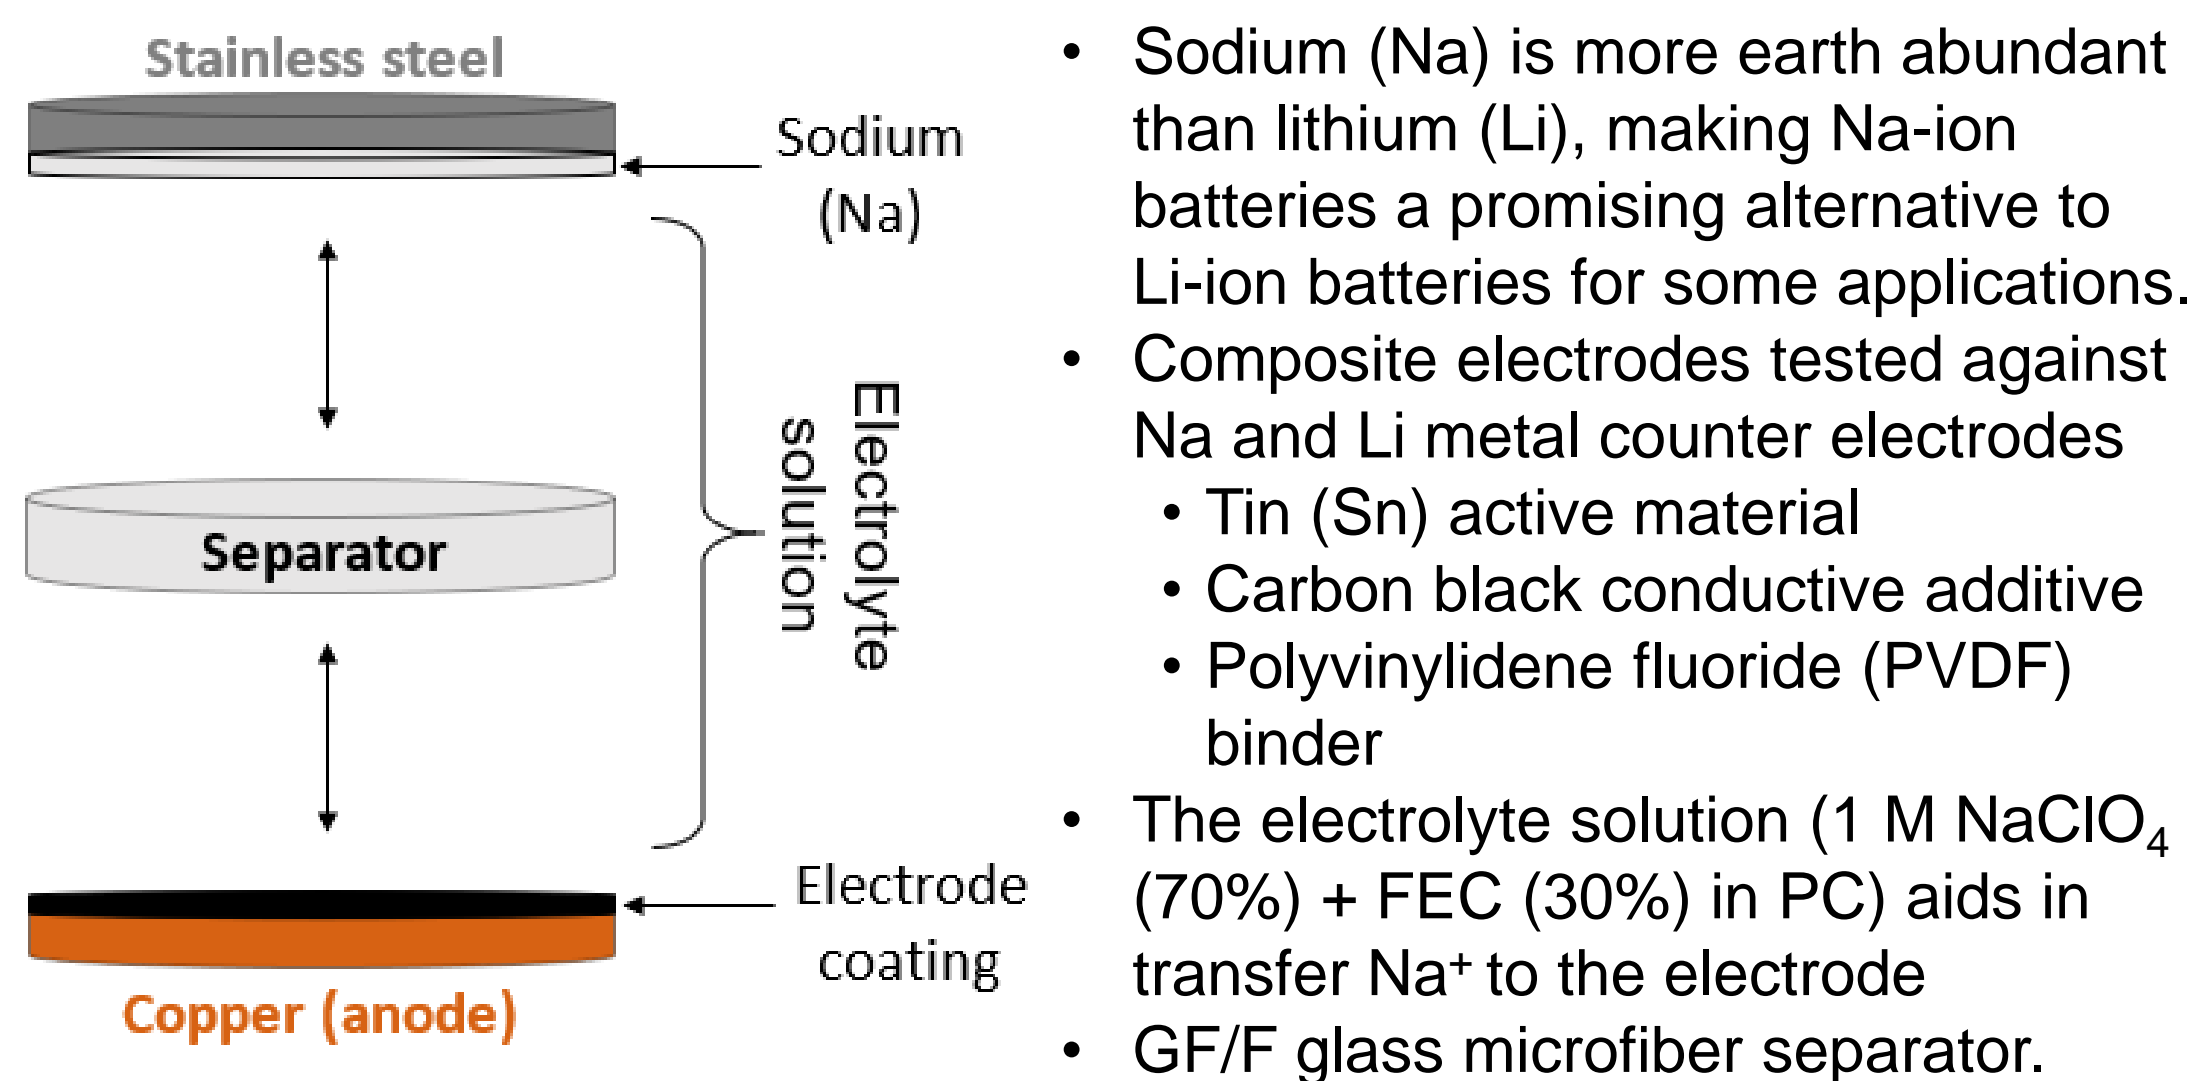 Stainless steel
Sodium
(Na)
Separator
Electrolyte
solution
Electrode
coating
Copper (anode)
• Sodium (Na) is more earth abundant
than lithium (Li), making Na-ion
batteries a promising alternative to
Li-ion batteries for some applications.
• Composite electrodes tested against
Na and Li metal counter electrodes
• Tin (Sn) active material
• Carbon black conductive additive
• Polyvinylidene fluoride (PVDF)
binder
• The electrolyte solution (1 M NaClO₄
(70%) + FEC (30%) in PC) aids in
transfer Na⁺ to the electrode
• GF/F glass microfiber separator.